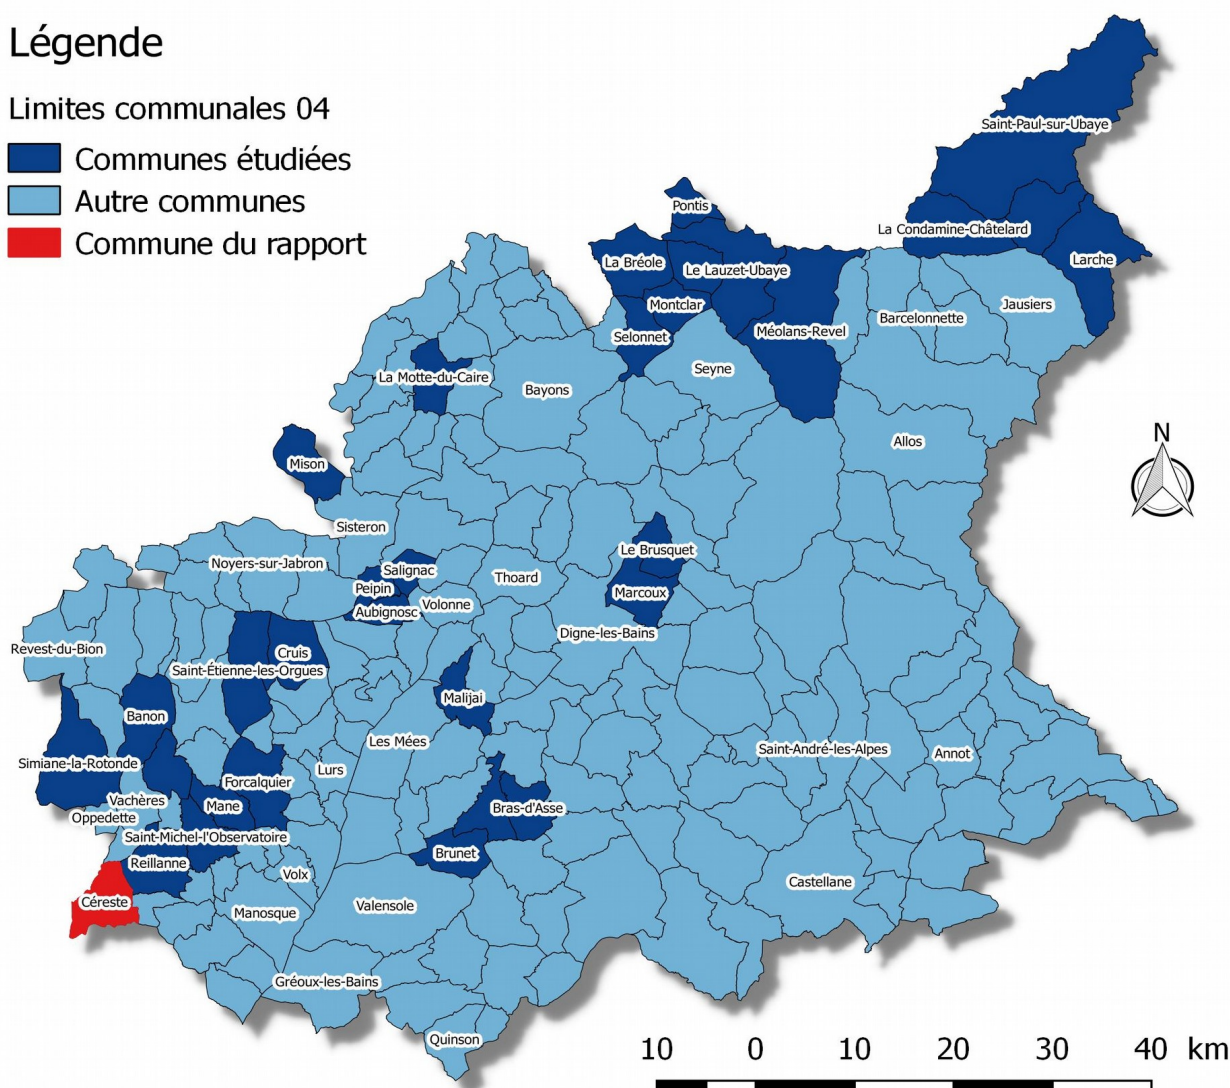 Légende
Limites communales 04
Communes étudiées
Autre communes
Commune du rapport
Saint-Paul-sur-Ubaye
Pontis
La Condamine-Châtelard
La Bréole
Le Lauzet-Ubaye
Larche
Montclar
Jausiers
Barcelonnette
Selonnet
Méolans-Revel
Seyne
La Motte-du-Caire
Bayons
Allos
N
Mison
Sisteron
Le Brusquet
Noyers-sur-Jabron
Salignac
Thoard
Peipin
Marcoux
Aubignosc
Volonne
Digne-les-Bains
Revest-du-Bion
Cruis
Saint-Étienne-les-Orgues
Malijai
Banon
Les Mées
Saint-André-les-Alpes
Annot
Simiane-la-Rotonde
Lurs
Forcalquier
Vachères
Mane
Bras-d'Asse
Oppedette
Saint-Michel-l'Observatoire
Brunet
Reillanne
Volx
Castellane
Céreste
Manosque
Valensole
Gréoux-les-Bains
Quinson
10 0 10 20 30 40 km